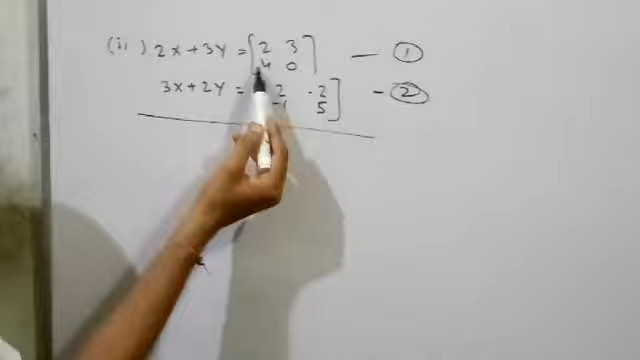 (ii) 2x+3y = [2 3 — ①
4 0]
3x+2y = 2 -2 — ②
-1 5]